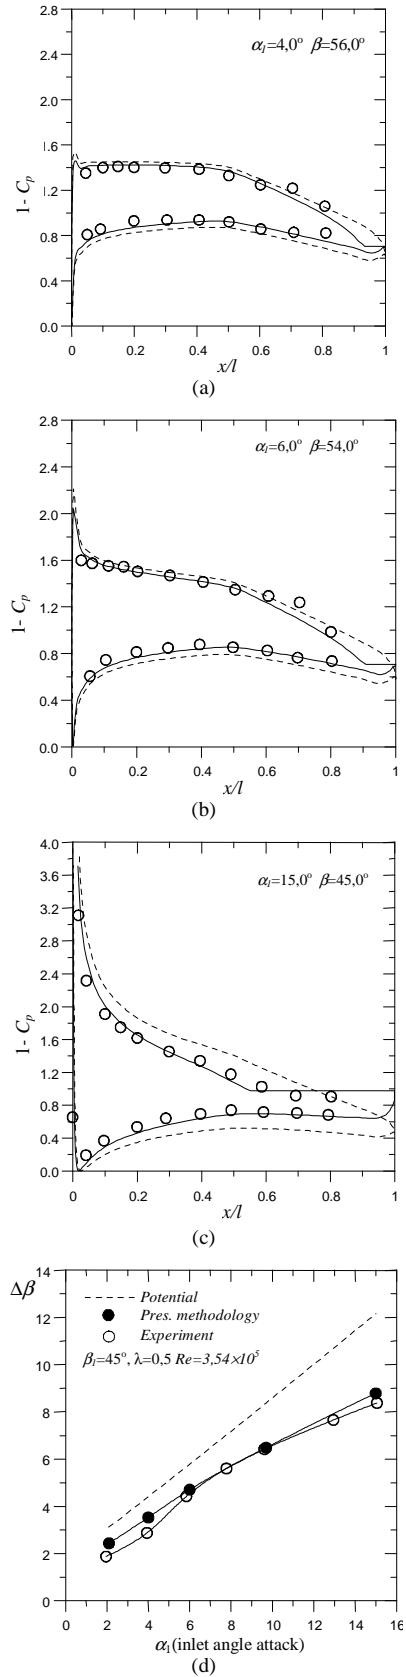 2.8
2.4
2.0
1.6
1.2
0.8
0.4
0.0
1- Cp
α1=4,0° β=56,0°
0 0.2 0.4 0.6 0.8 1
x/l
(a)
2.8
2.4
2.0
1.6
1.2
0.8
0.4
0.0
1- Cp
α1=6,0° β=54,0°
0 0.2 0.4 0.6 0.8 1
x/l
(b)
4.0
3.6
3.2
2.8
2.4
2.0
1.6
1.2
0.8
0.4
0.0
1- Cp
α1=15,0° β=45,0°
0 0.2 0.4 0.6 0.8 1
x/l
(c)
Δβ
14
12
10
8
6
4
2
0
Potential
Pres. methodology
Experiment
β1=45°, λ=0,5 Re=3,54×10⁵
0 2 4 6 8 10 12 14 16
α1(inlet angle attack)
(d)